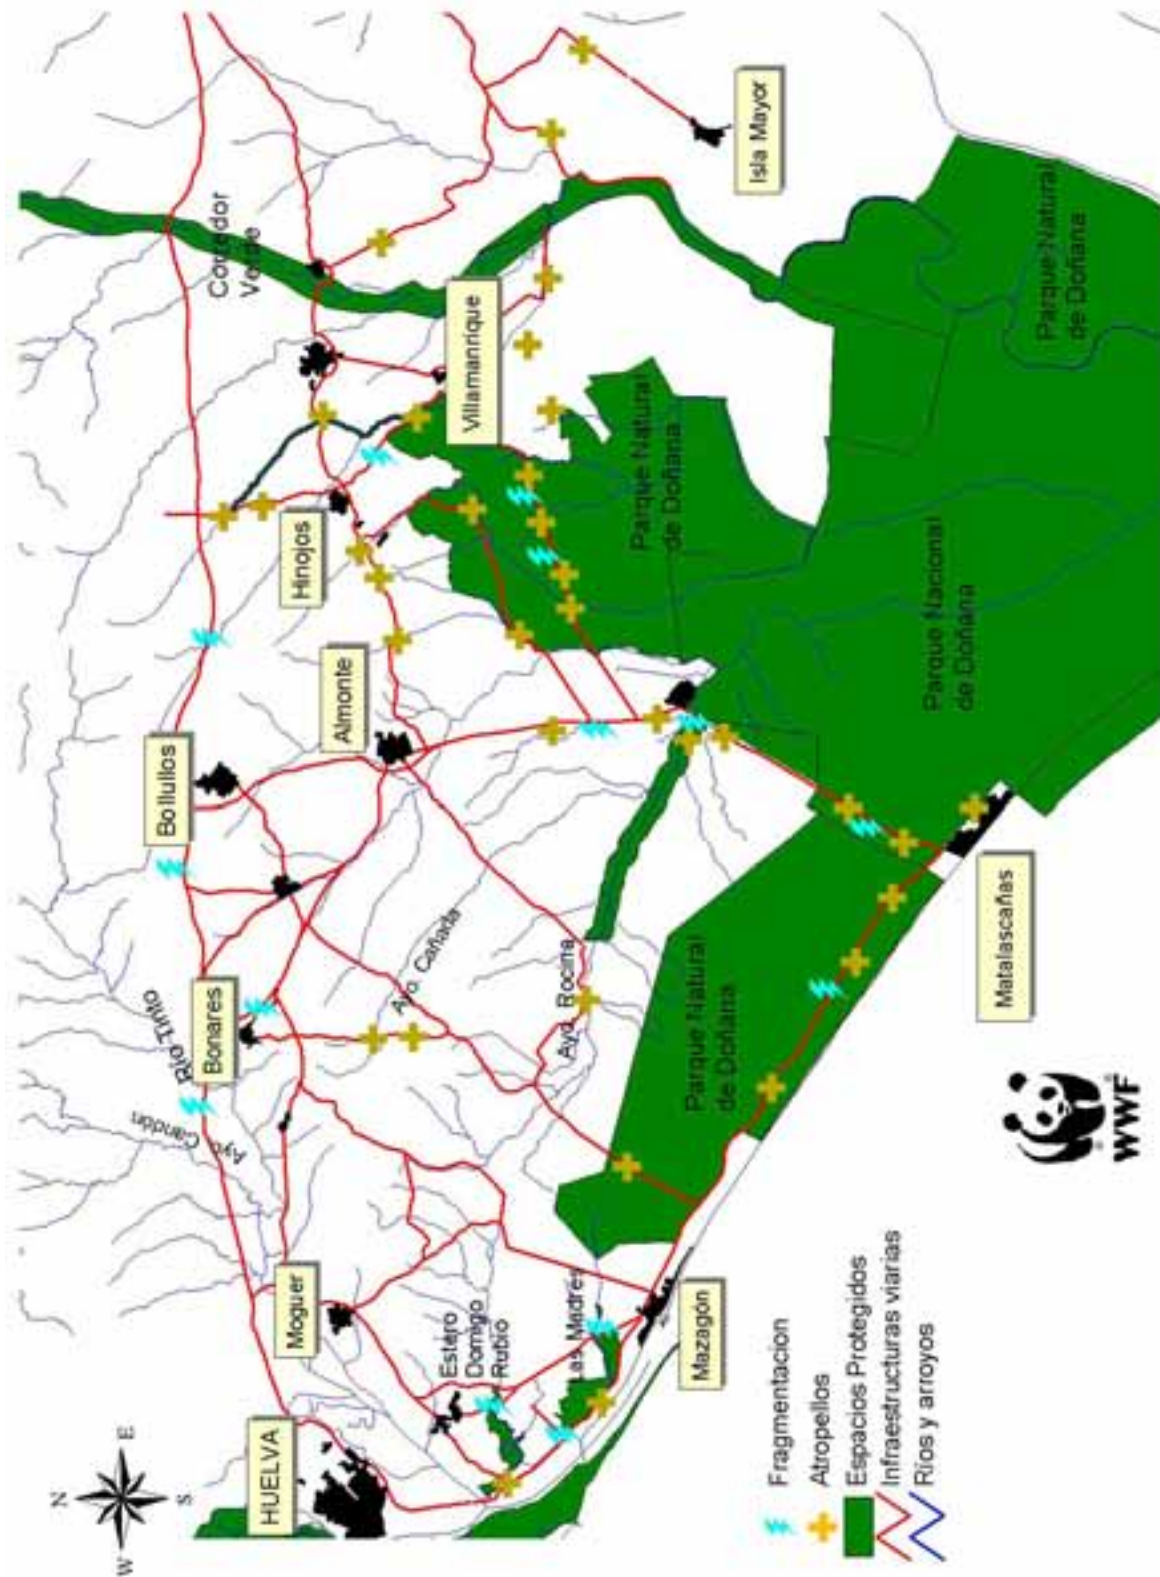 N
W
E
S
HUELVA
Moguer
Estero
Domigo
Rubio
Las Madres
Mazagón
Ayo. Candón
Río Tinto
Bonares
Bollullos
Ayo. Cañada
Ayo. Rocina
Almonte
Hinojos
Corredor
Verde
Villamanrique
Isla Mayor
Parque Natural
de Doñana
Parque Natural
de Doñana
Parque Nacional
de Doñana
Parque Natural
de Doñana
Matalascañas
Fragmentacion
Atropellos
Espacios Protegidos
Infraestructuras viarias
Rios y arroyos
WWF